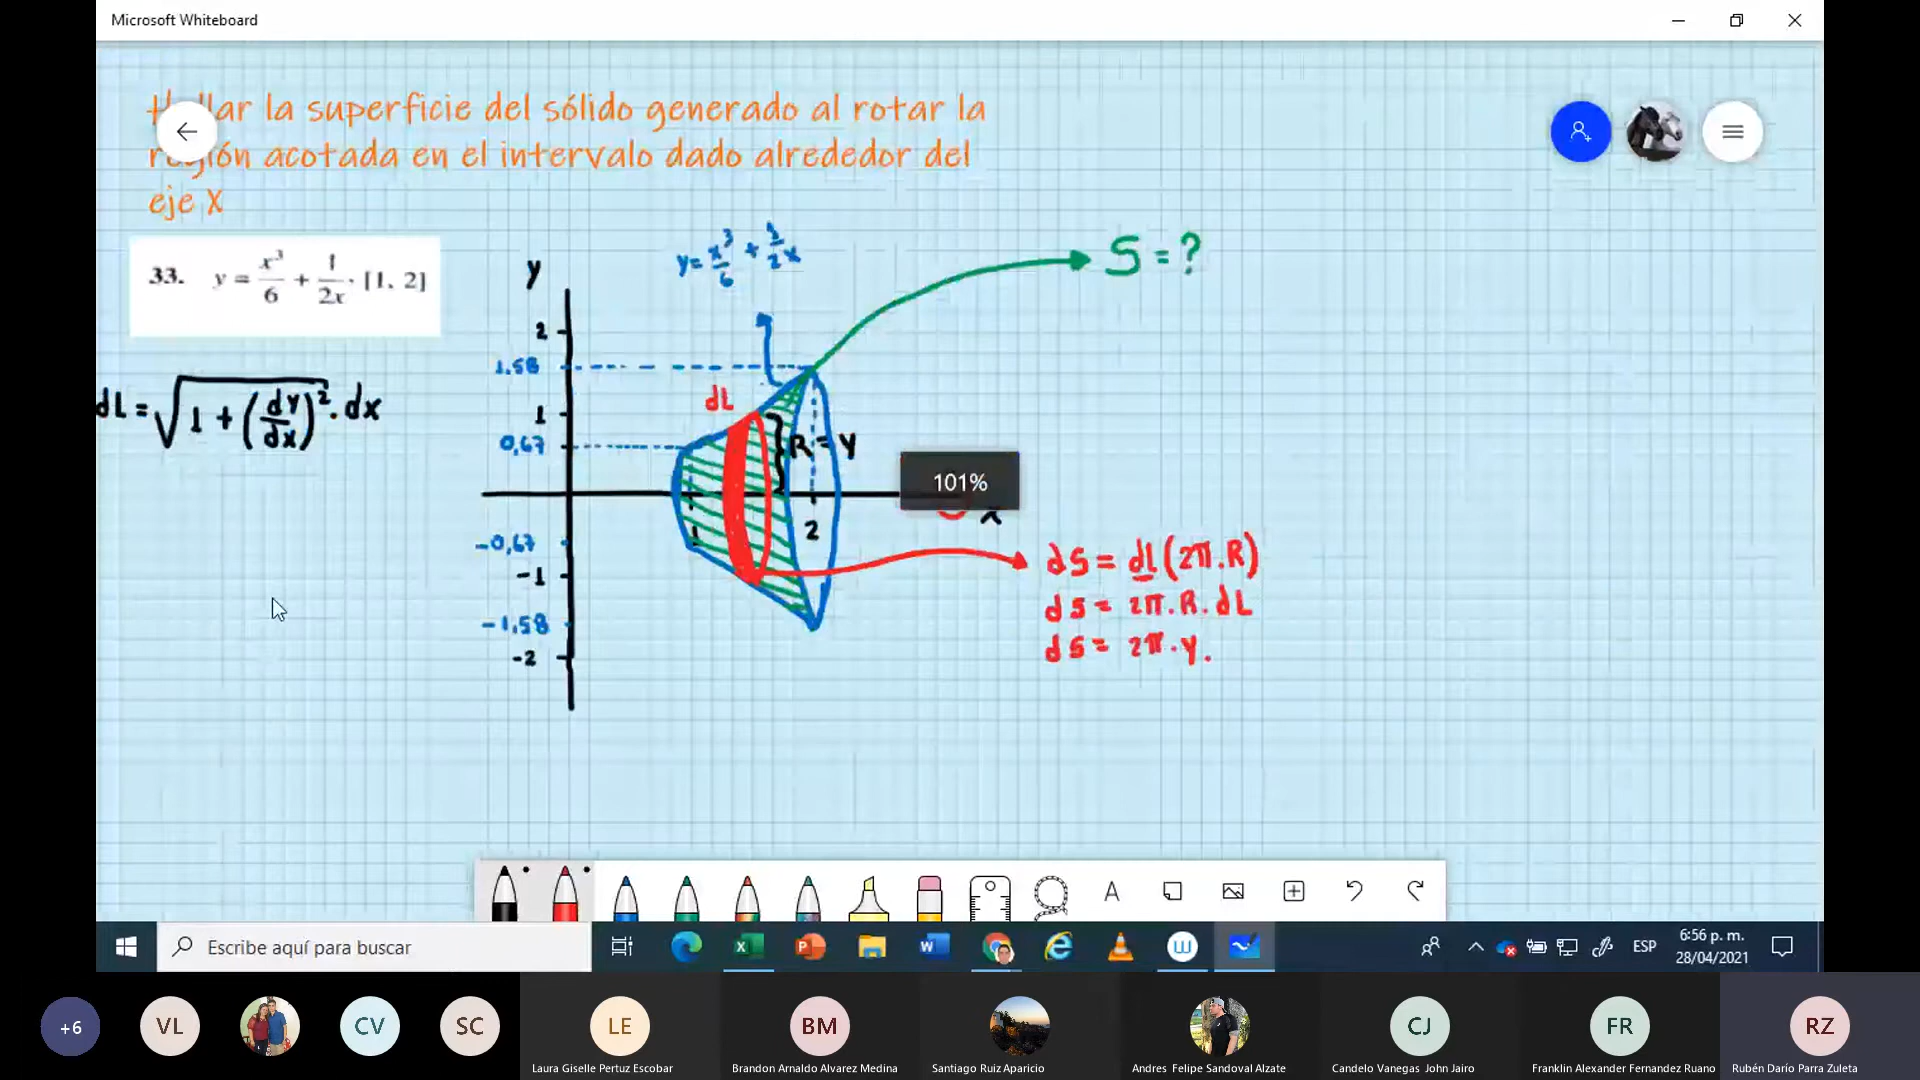 Microsoft Whiteboard
Hallar la superficie del sólido generado al rotar la
región acotada en el intervalo dado alrededor del
eje X
33. y = x³/6 + 1/2x, [1, 2]
y = x³/6 + 1/2x
S = ?
y
2
1.58
dL
dL = √1 + (dy/dx)² . dx
1
0,67
R = y
101%
1
2
x
-0,67
-1
-1,58
-2
ds = dL (2π . R)
ds = 2π . R . dL
ds = 2π . y .
A
Escribe aquí para buscar
ESP
6:56 p. m.
28/04/2021
+6
VL
CV
SC
LE
BM
CJ
FR
RZ
Laura Giselle Pertuz Escobar
Brandon Arnaldo Alvarez Medina
Santiago Ruiz Aparicio
Andres Felipe Sandoval Alzate
Candelo Vanegas John Jairo
Franklin Alexander Fernandez Ruano
Rubén Darío Parra Zuleta